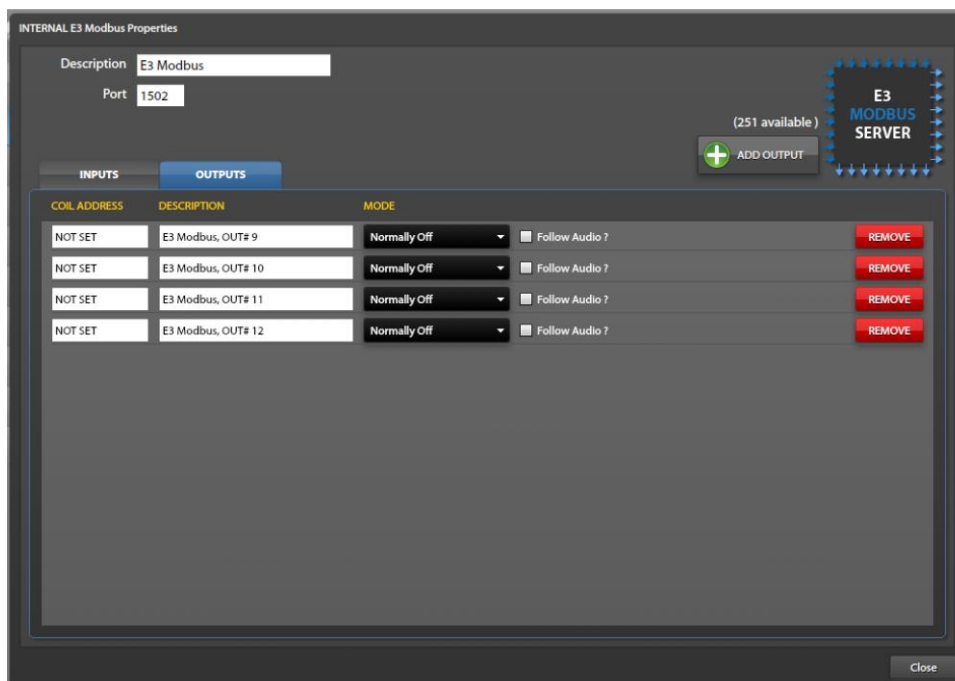 INTERNAL E3 Modbus Properties
Description E3 Modbus
Port 1502
E3
MODBUS
SERVER
(251 available )
ADD OUTPUT
INPUTS OUTPUTS
COIL ADDRESS DESCRIPTION MODE
NOT SET E3 Modbus, OUT# 9 Normally Off Follow Audio ? REMOVE
NOT SET E3 Modbus, OUT# 10 Normally Off Follow Audio ? REMOVE
NOT SET E3 Modbus, OUT# 11 Normally Off Follow Audio ? REMOVE
NOT SET E3 Modbus, OUT# 12 Normally Off Follow Audio ? REMOVE
Close